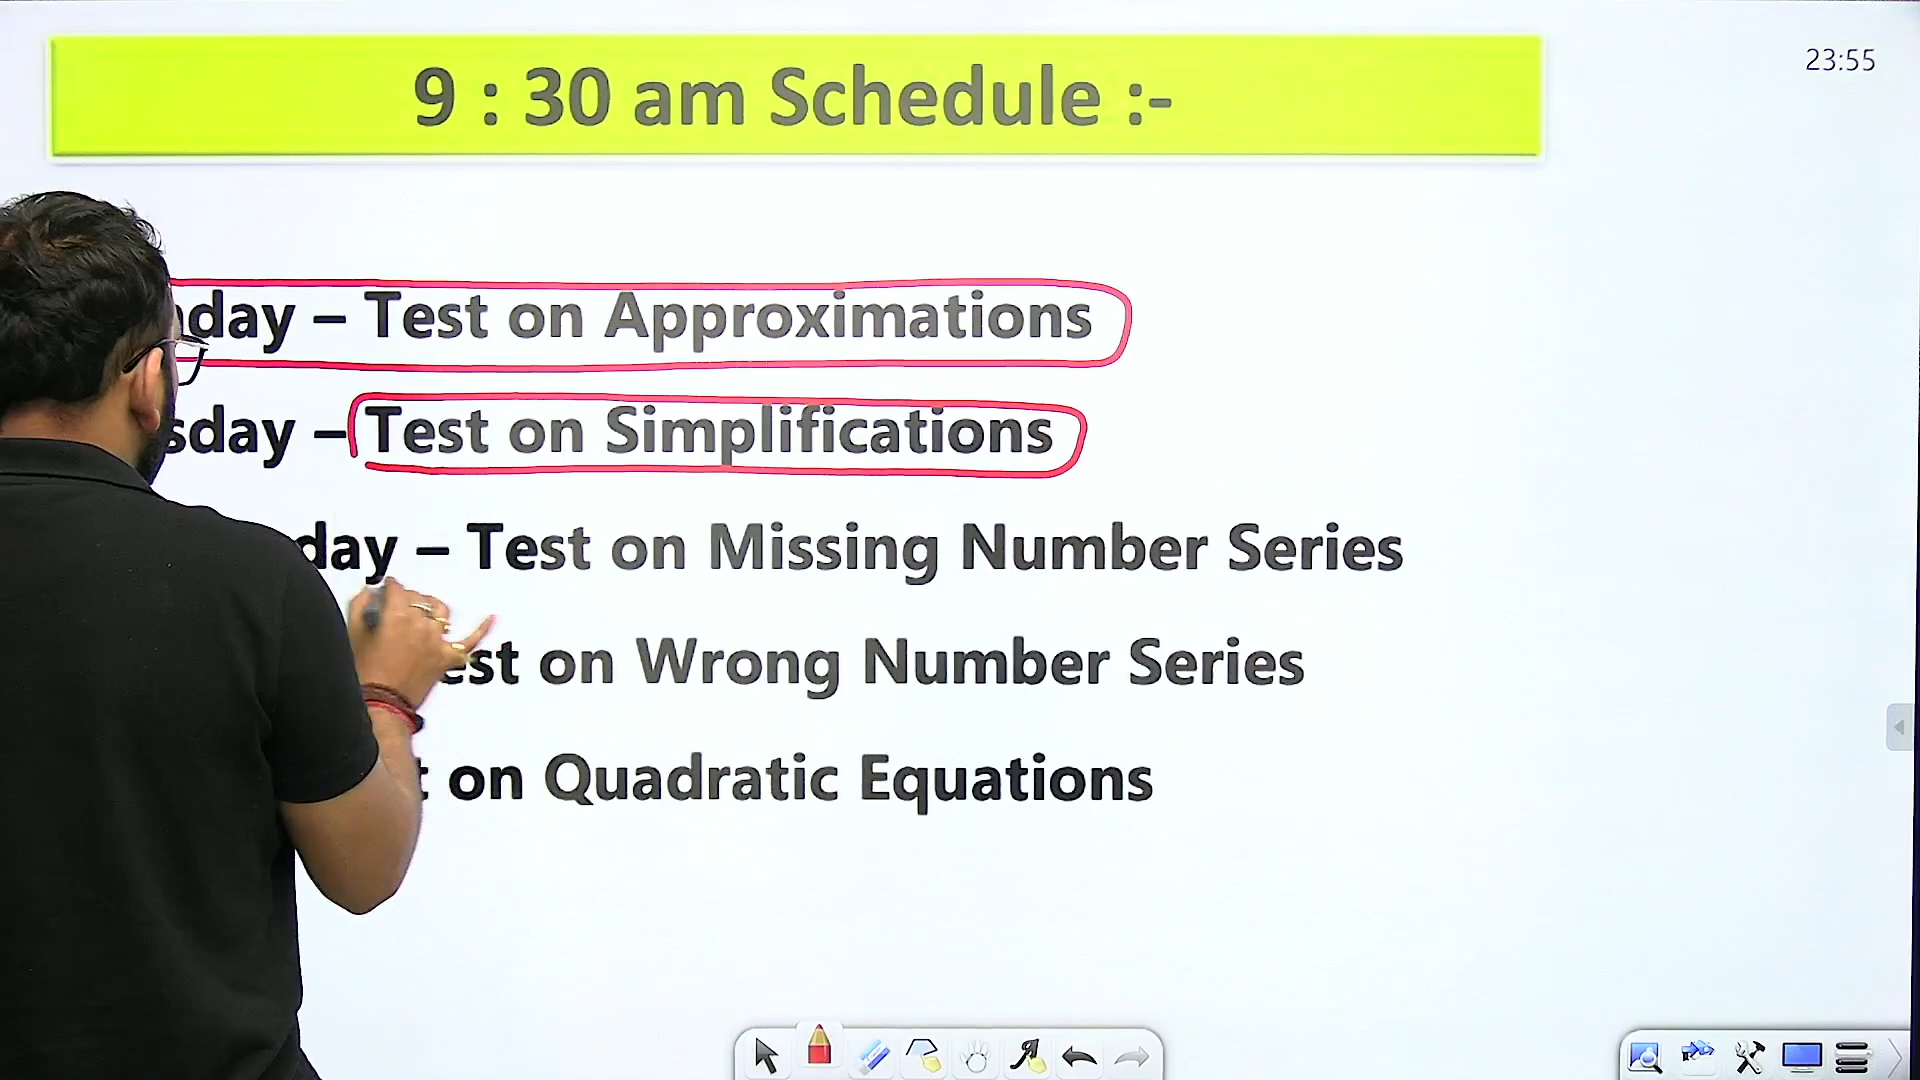 9 : 30 am Schedule :-
23:55
day – Test on Approximations
sday – Test on Simplifications
day – Test on Missing Number Series
est on Wrong Number Series
on Quadratic Equations